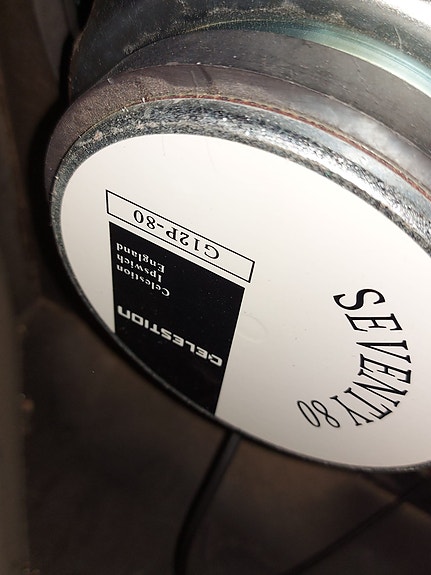 SEVENTY 80
CELESTION
Celestion
Ipswich
England
G12P-80